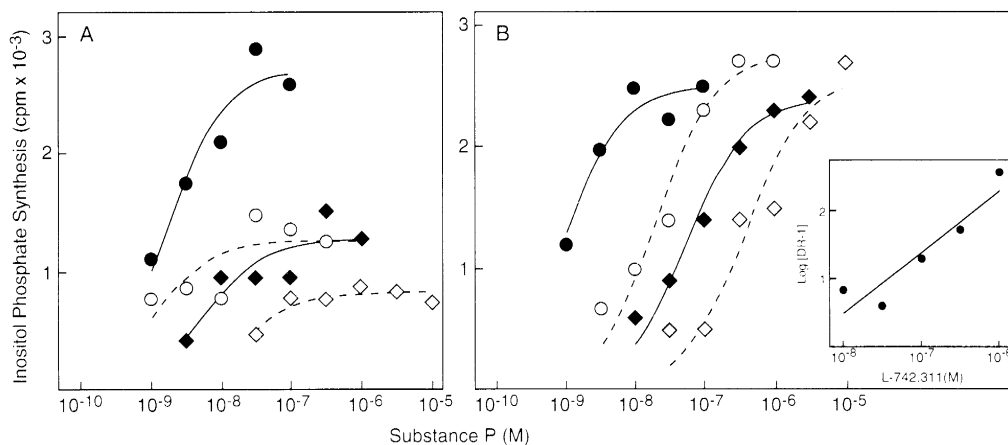 Inositol Phosphate Synthesis (cpm x 10-3)
A
3
2
1
10-10 10-9 10-8 10-7 10-6 10-5
B
3
2
1
10-10 10-9 10-8 10-7 10-6 10-5
Log [DR-1]
2
1
10-8 10-7 10-6
L-742.311(M)
Substance P (M)